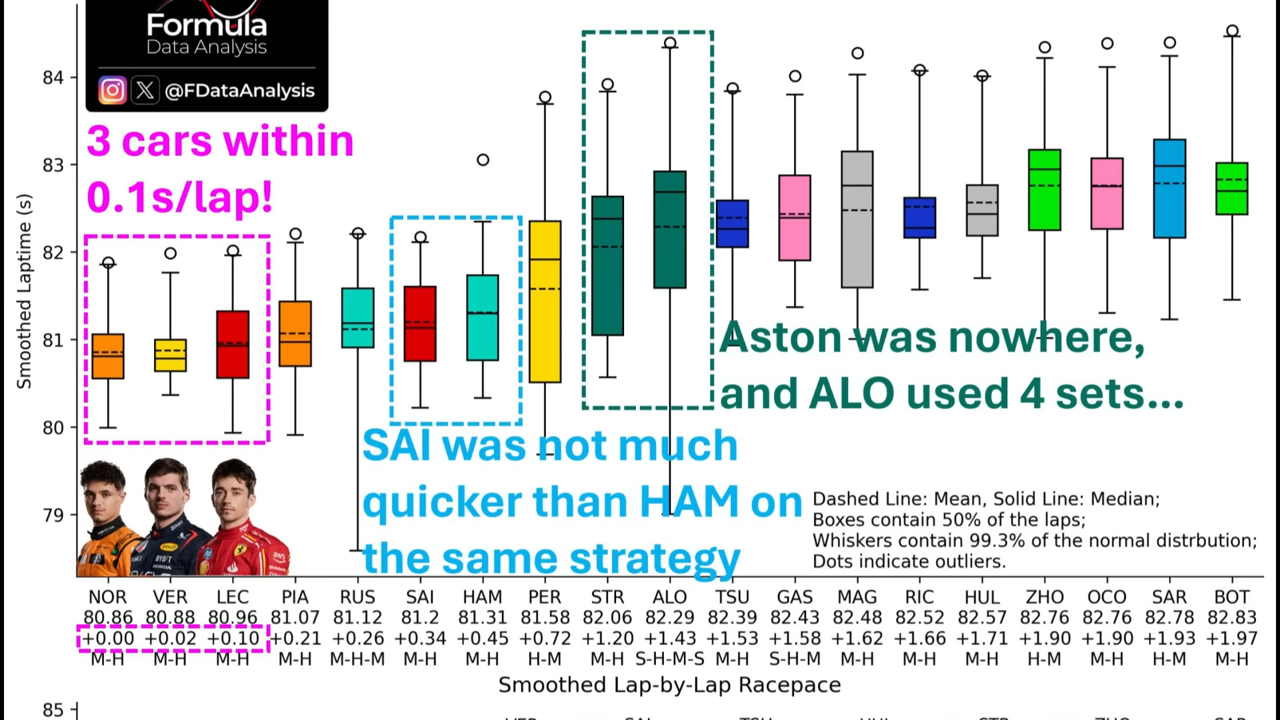 Formula
Data Analysis
@FDataAnalysis
3 cars within
0.1s/lap!
Smoothed Laptime (s)
84
83
82
81
80
79
Aston was nowhere,
and ALO used 4 sets...
SAI was not much
quicker than HAM on
the same strategy
Dashed Line: Mean, Solid Line: Median;
Boxes contain 50% of the laps;
Whiskers contain 99.3% of the normal distrbution;
Dots indicate outliers.
NOR VER LEC PIA RUS SAI HAM PER STR ALO TSU GAS MAG RIC HUL ZHO OCO SAR BOT
80.86 80.88 80.96 81.07 81.12 81.2 81.31 81.58 82.06 82.29 82.39 82.43 82.48 82.52 82.57 82.76 82.76 82.78 82.83
+0.00 +0.02 +0.10 +0.21 +0.26 +0.34 +0.45 +0.72 +1.20 +1.43 +1.53 +1.58 +1.62 +1.66 +1.71 +1.90 +1.90 +1.93 +1.97
M-H M-H M-H M-H M-H-M M-H M-H H-M M-H S-H-M-S M-H S-H-M M-H M-H M-H H-M M-H H-M M-H
Smoothed Lap-by-Lap Racepace
85